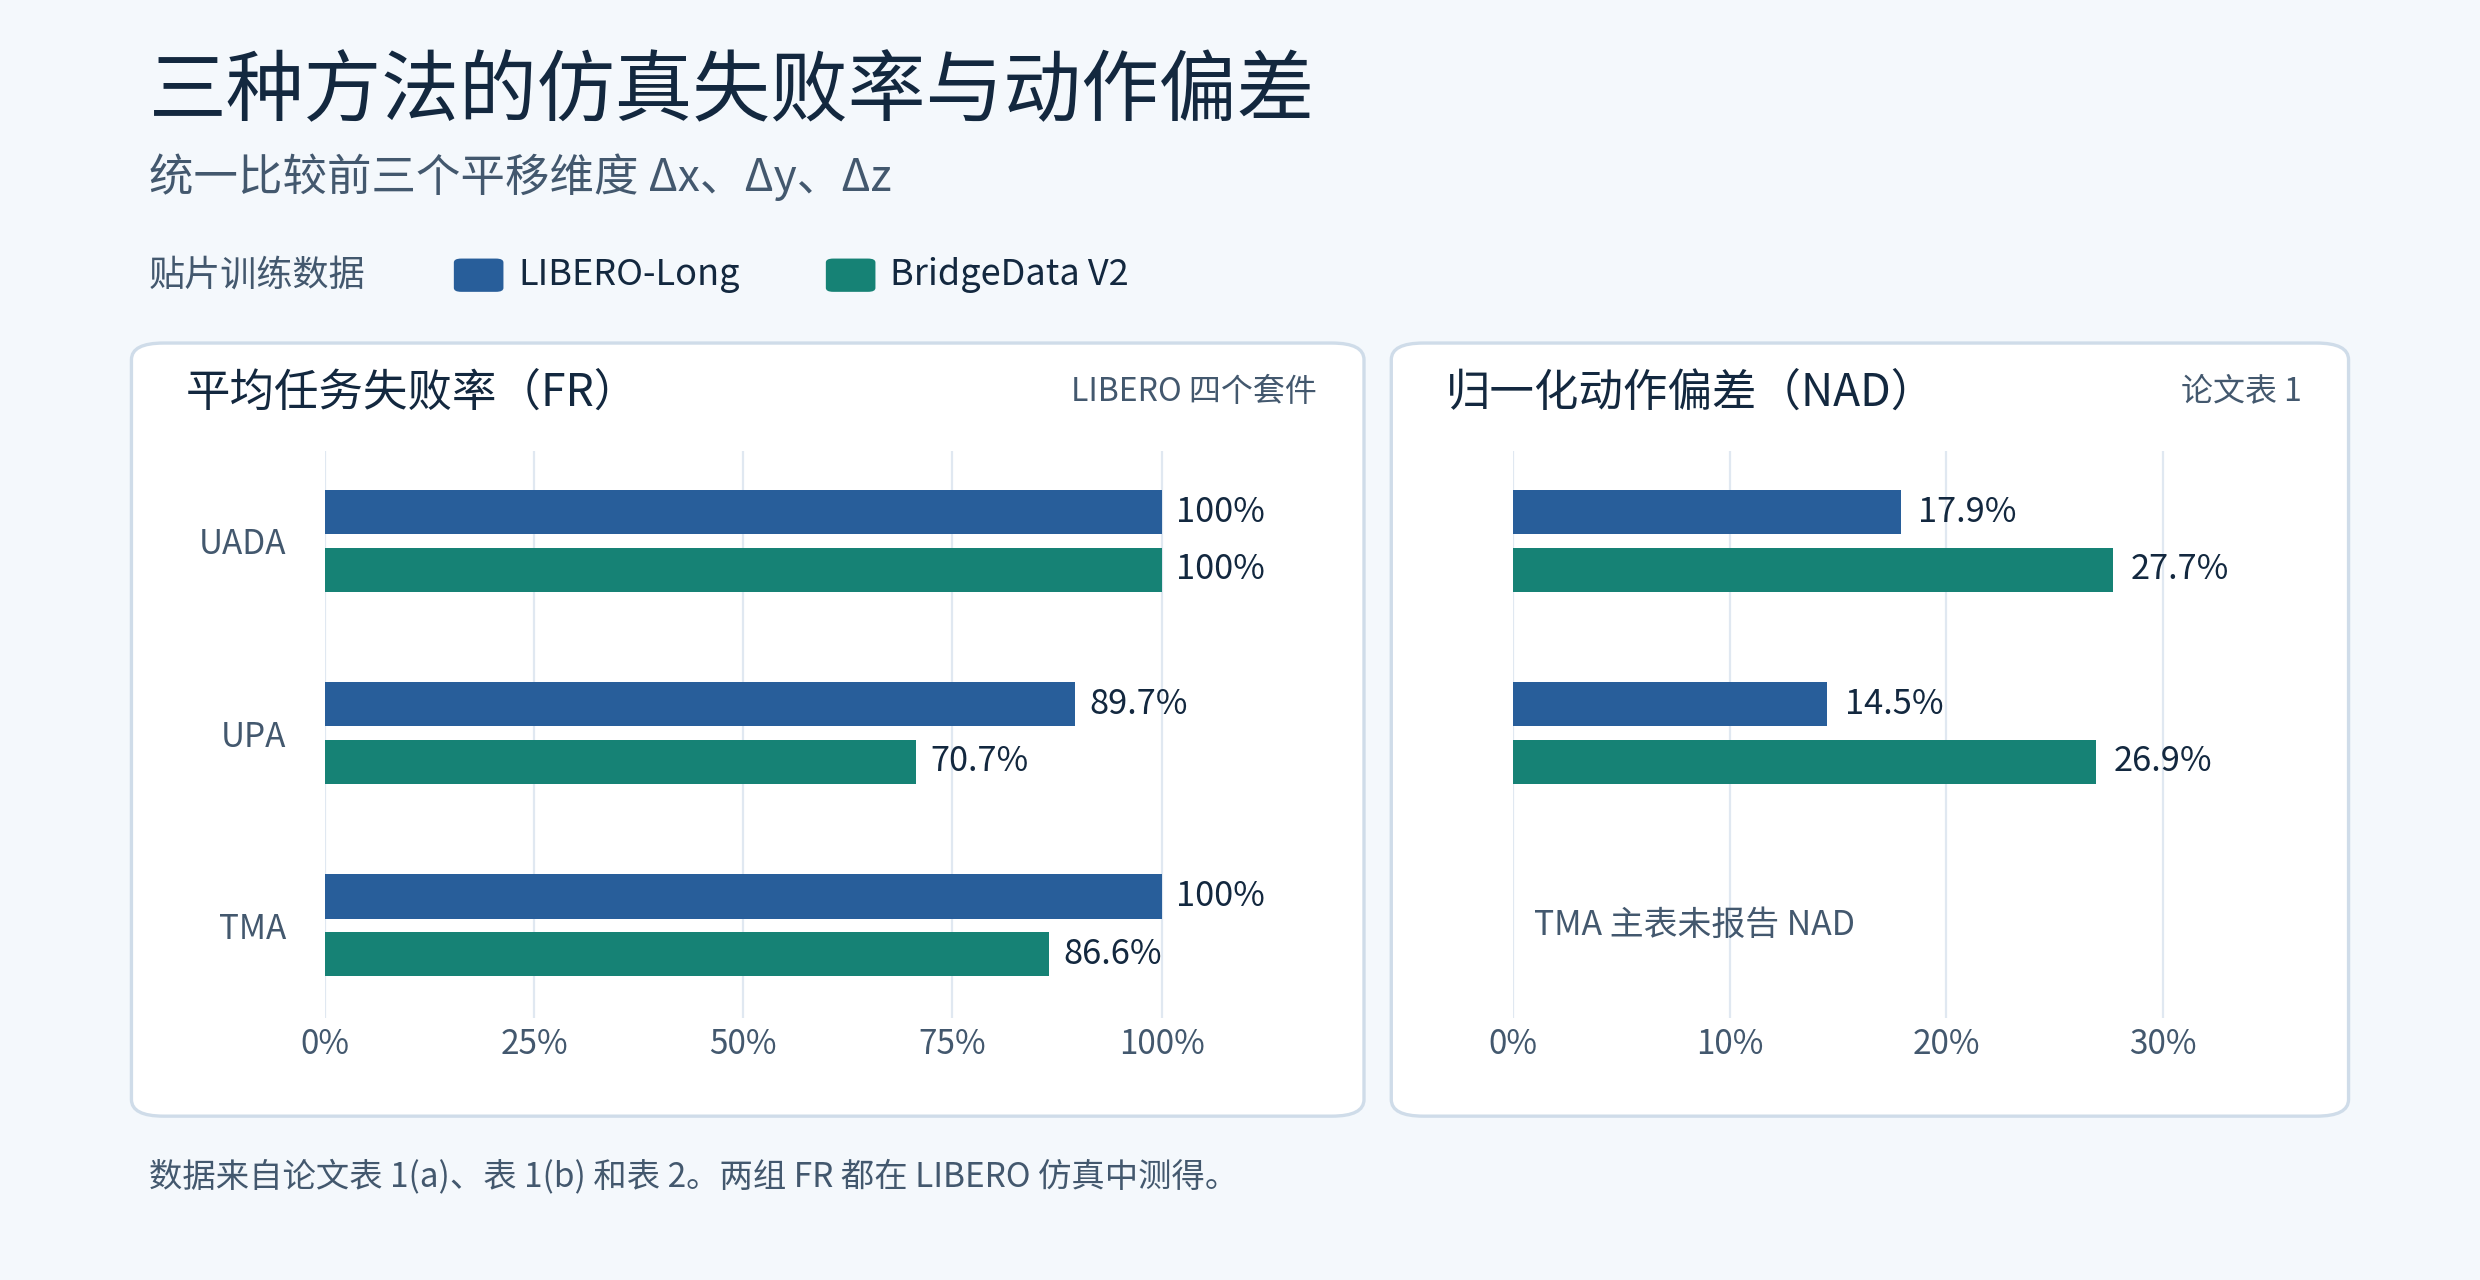 三种方法的仿真失败率与动作偏差
统一比较前三个平移维度 Δx、Δy、Δz
贴片训练数据 LIBERO-Long BridgeData V2
平均任务失败率（FR） LIBERO 四个套件
UADA
100%
100%
UPA
89.7%
70.7%
TMA
100%
86.6%
0% 25% 50% 75% 100%
归一化动作偏差（NAD） 论文表 1
17.9%
27.7%
14.5%
26.9%
TMA 主表未报告 NAD
0% 10% 20% 30%
数据来自论文表 1(a)、表 1(b) 和表 2。两组 FR 都在 LIBERO 仿真中测得。